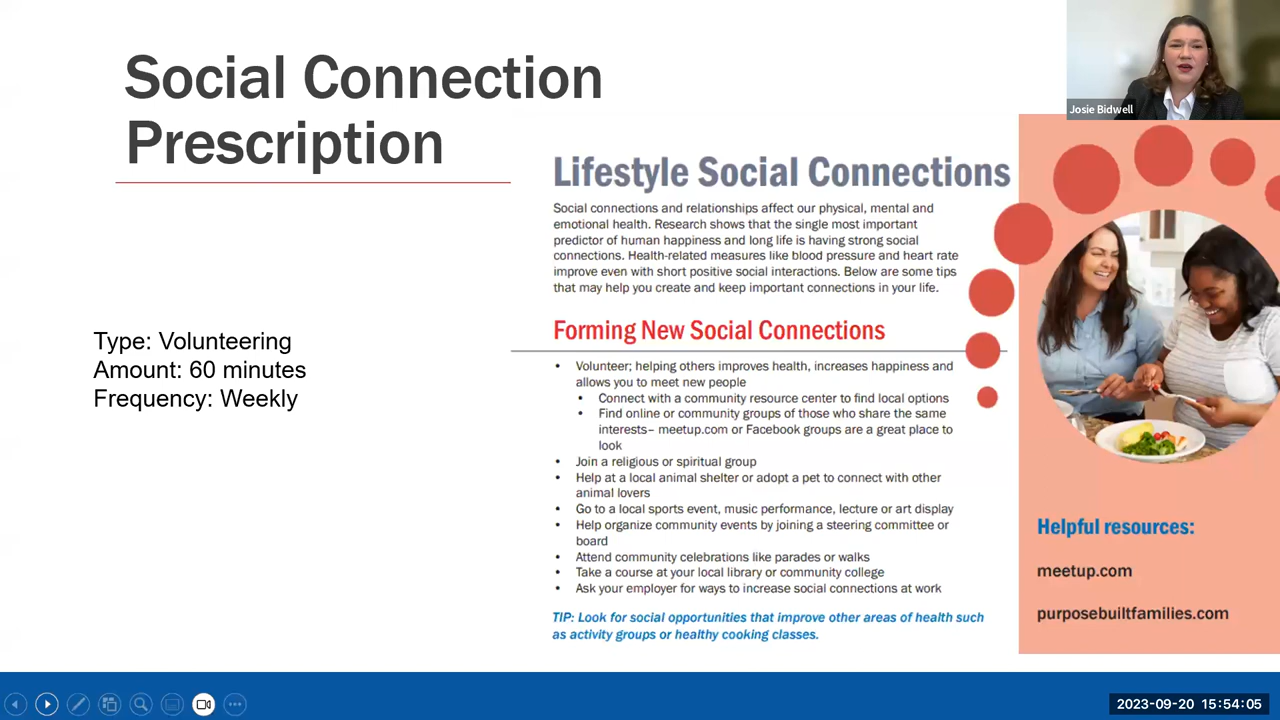 Social Connection
Prescription
Josie Bidwell
Type: Volunteering
Amount: 60 minutes
Frequency: Weekly
Lifestyle Social Connections
Social connections and relationships affect our physical, mental and
emotional health. Research shows that the single most important
predictor of human happiness and long life is having strong social
connections. Health-related measures like blood pressure and heart rate
improve even with short positive social interactions. Below are some tips
that may help you create and keep important connections in your life.
Forming New Social Connections
• Volunteer; helping others improves health, increases happiness and
allows you to meet new people
• Connect with a community resource center to find local options
• Find online or community groups of those who share the same
interests– meetup.com or Facebook groups are a great place to
look
• Join a religious or spiritual group
• Help at a local animal shelter or adopt a pet to connect with other
animal lovers
• Go to a local sports event, music performance, lecture or art display
• Help organize community events by joining a steering committee or
board
• Attend community celebrations like parades or walks
• Take a course at your local library or community college
• Ask your employer for ways to increase social connections at work
TIP: Look for social opportunities that improve other areas of health such
as activity groups or healthy cooking classes.
Helpful resources:
meetup.com
purposebuiltfamilies.com
2023-09-20 15:54:05